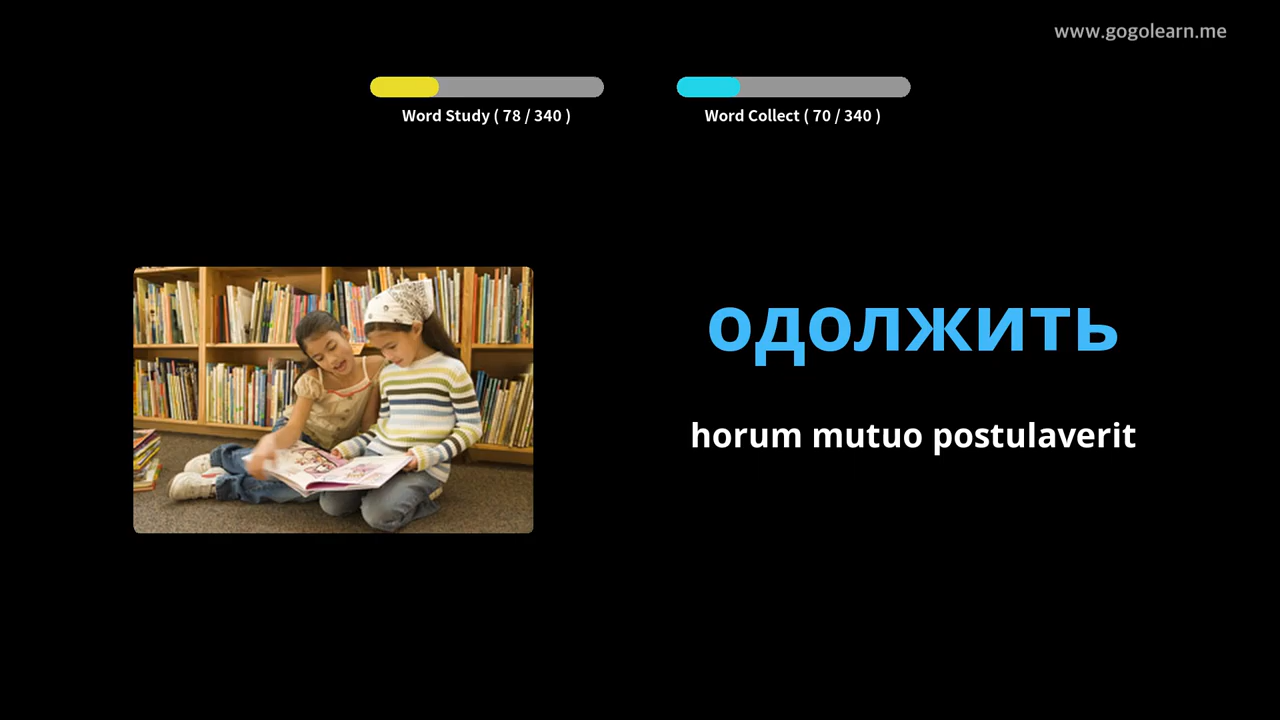 www.gogolearn.me
Word Study ( 78 / 340 )
Word Collect ( 70 / 340 )
одолжить
horum mutuo postulaverit